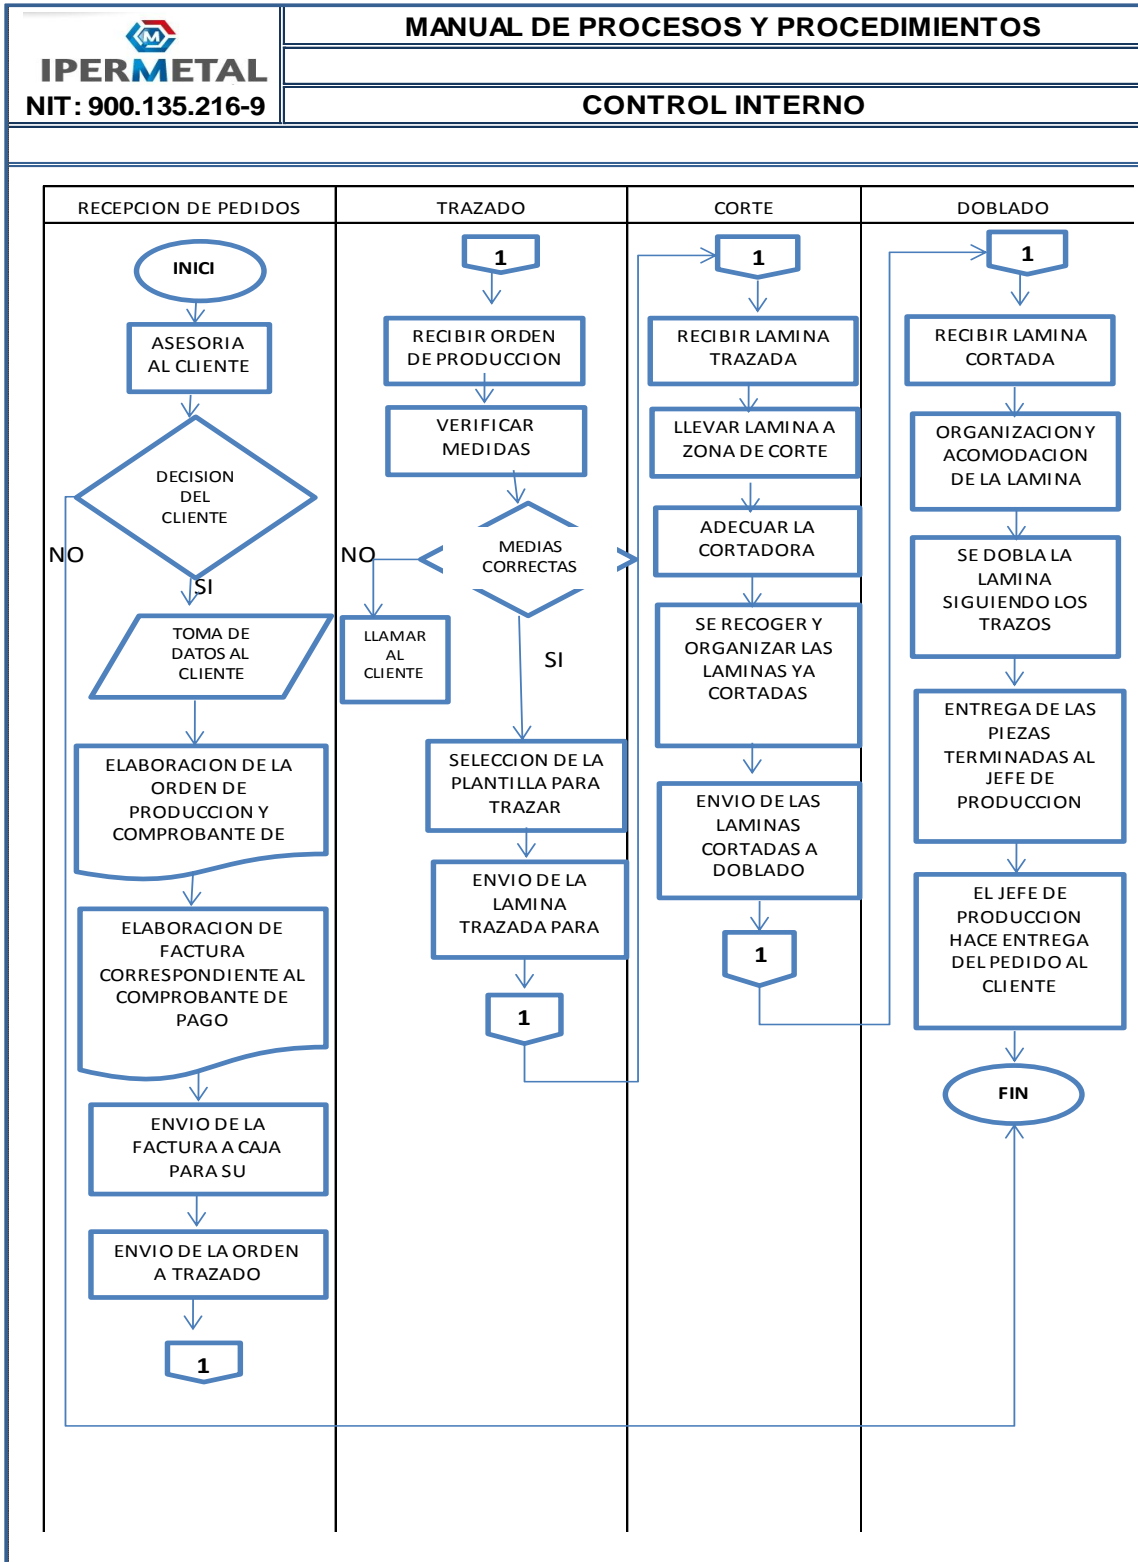 MANUAL DE PROCESOS Y PROCEDIMIENTOS
IPERMETAL
NIT: 900.135.216-9
CONTROL INTERNO
RECEPCION DE PEDIDOS
INICI
ASESORIA
AL CLIENTE
DECISION
DEL
CLIENTE
NO
SI
TOMA DE
DATOS AL
CLIENTE
ELABORACION DE LA
ORDEN DE
PRODUCCION Y
COMPROBANTE DE
ELABORACION DE
FACTURA
CORRESPONDIENTE AL
COMPROBANTE DE
PAGO
ENVIO DE LA
FACTURA A CAJA
PARA SU
ENVIO DE LA ORDEN
A TRAZADO
1
TRAZADO
1
RECIBIR ORDEN
DE PRODUCCION
VERIFICAR
MEDIDAS
MEDIAS
CORRECTAS
NO
LLAMAR
AL
CLIENTE
SI
SELECCION DE LA
PLANTILLA PARA
TRAZAR
ENVIO DE LA
LAMINA
TRAZADA PARA
1
CORTE
1
RECIBIR LAMINA
TRAZADA
LLEVAR LAMINA A
ZONA DE CORTE
ADECUAR LA
CORTADORA
SE RECOGER Y
ORGANIZAR LAS
LAMINAS YA
CORTADAS
ENVIO DE LAS
LAMINAS
CORTADAS A
DOBLADO
1
DOBLADO
1
RECIBIR LAMINA
CORTADA
ORGANIZACION Y
ACOMODACION
DE LA LAMINA
SE DOBLA LA
LAMINA
SIGUIENDO LOS
TRAZOS
ENTREGA DE LAS
PIEZAS
TERMINADAS AL
JEFE DE
PRODUCCION
EL JEFE DE
PRODUCCION
HACE ENTREGA
DEL PEDIDO AL
CLIENTE
FIN